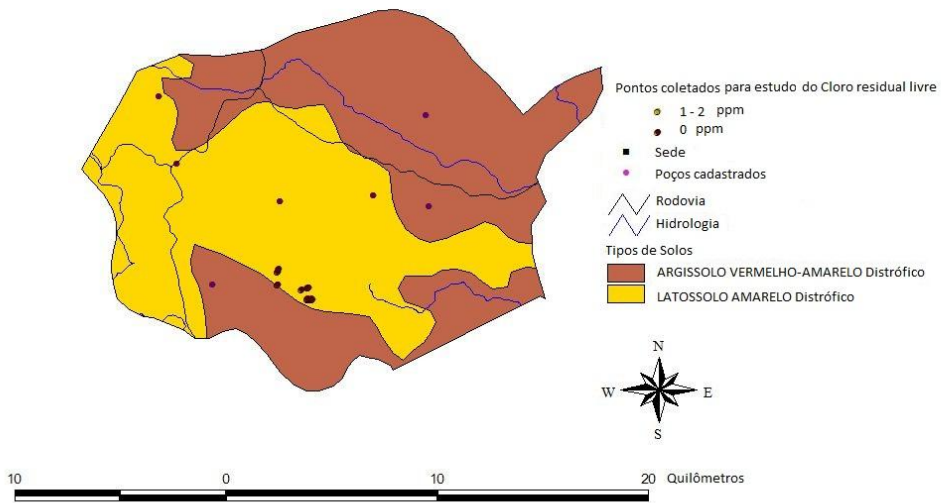 Pontos coletados para estudo do Cloro residual livre
1 - 2 ppm
0 ppm
Sede
Poços cadastrados
Rodovia
Hidrologia
Tipos de Solos
ARGISSOLO VERMELHO-AMARELO Distrófico
LATOSSOLO AMARELO Distrófico
N
W E
S
10 0 10 20 Quilômetros